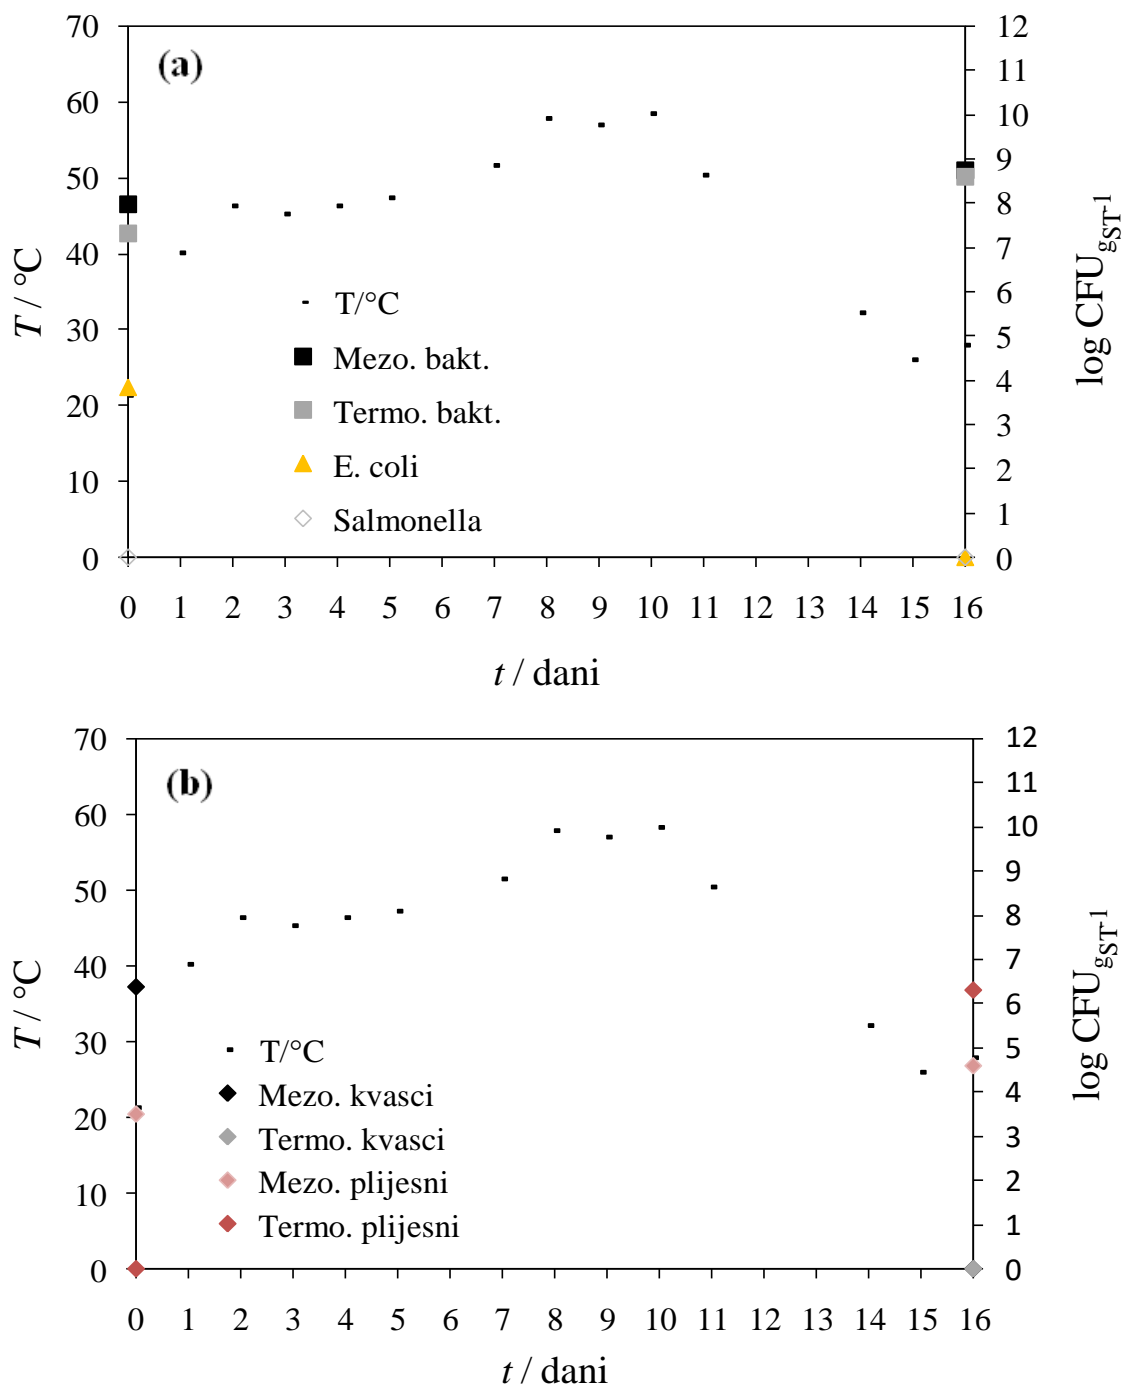 (a)
70
60
50
40
30
20
10
0
T / °C
12
11
10
9
8
7
6
5
4
3
2
1
0
log CFU gST-1
T/°C
Mezo. bakt.
Termo. bakt.
E. coli
Salmonella
0 1 2 3 4 5 6 7 8 9 10 11 12 13 14 15 16
t / dani
(b)
70
60
50
40
30
20
10
0
T / °C
12
11
10
9
8
7
6
5
4
3
2
1
0
log CFU gST-1
T/°C
Mezo. kvasci
Termo. kvasci
Mezo. plijesni
Termo. plijesni
0 1 2 3 4 5 6 7 8 9 10 11 12 13 14 15 16
t / dani